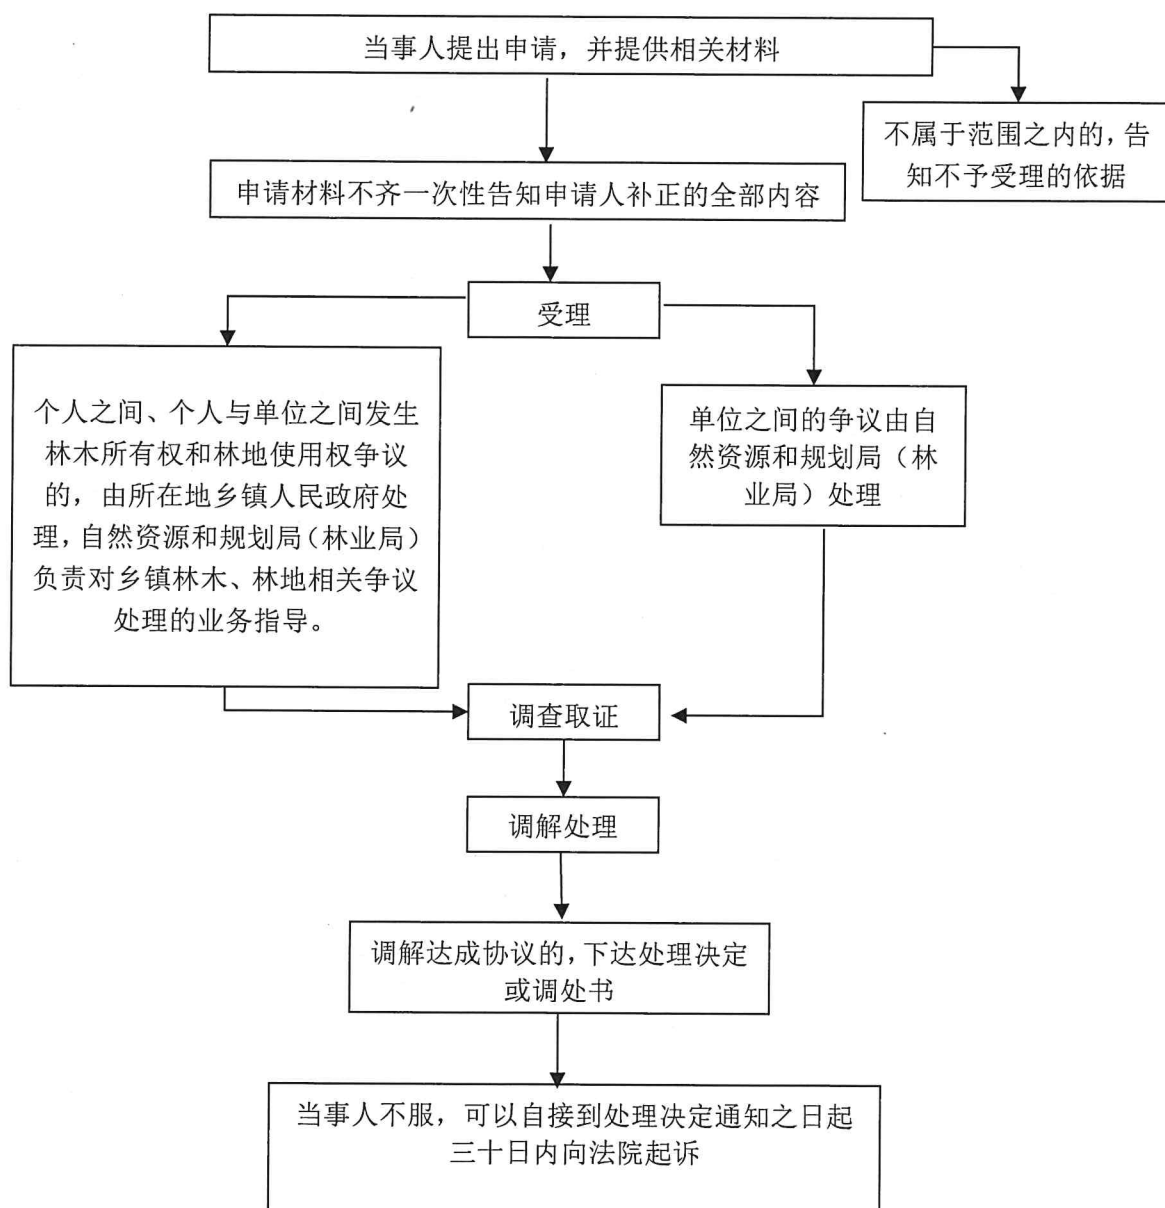 当事人提出申请，并提供相关材料
不属于范围之内的，告
知不予受理的依据
申请材料不齐一次性告知申请人补正的全部内容
受理
个人之间、个人与单位之间发生
林木所有权和林地使用权争议
的，由所在地乡镇人民政府处
理，自然资源和规划局（林业局）
负责对乡镇林木、林地相关争议
处理的业务指导。
单位之间的争议由自
然资源和规划局（林
业局）处理
调查取证
调解处理
调解达成协议的，下达处理决定
或调处书
当事人不服，可以自接到处理决定通知之日起
三十日内向法院起诉